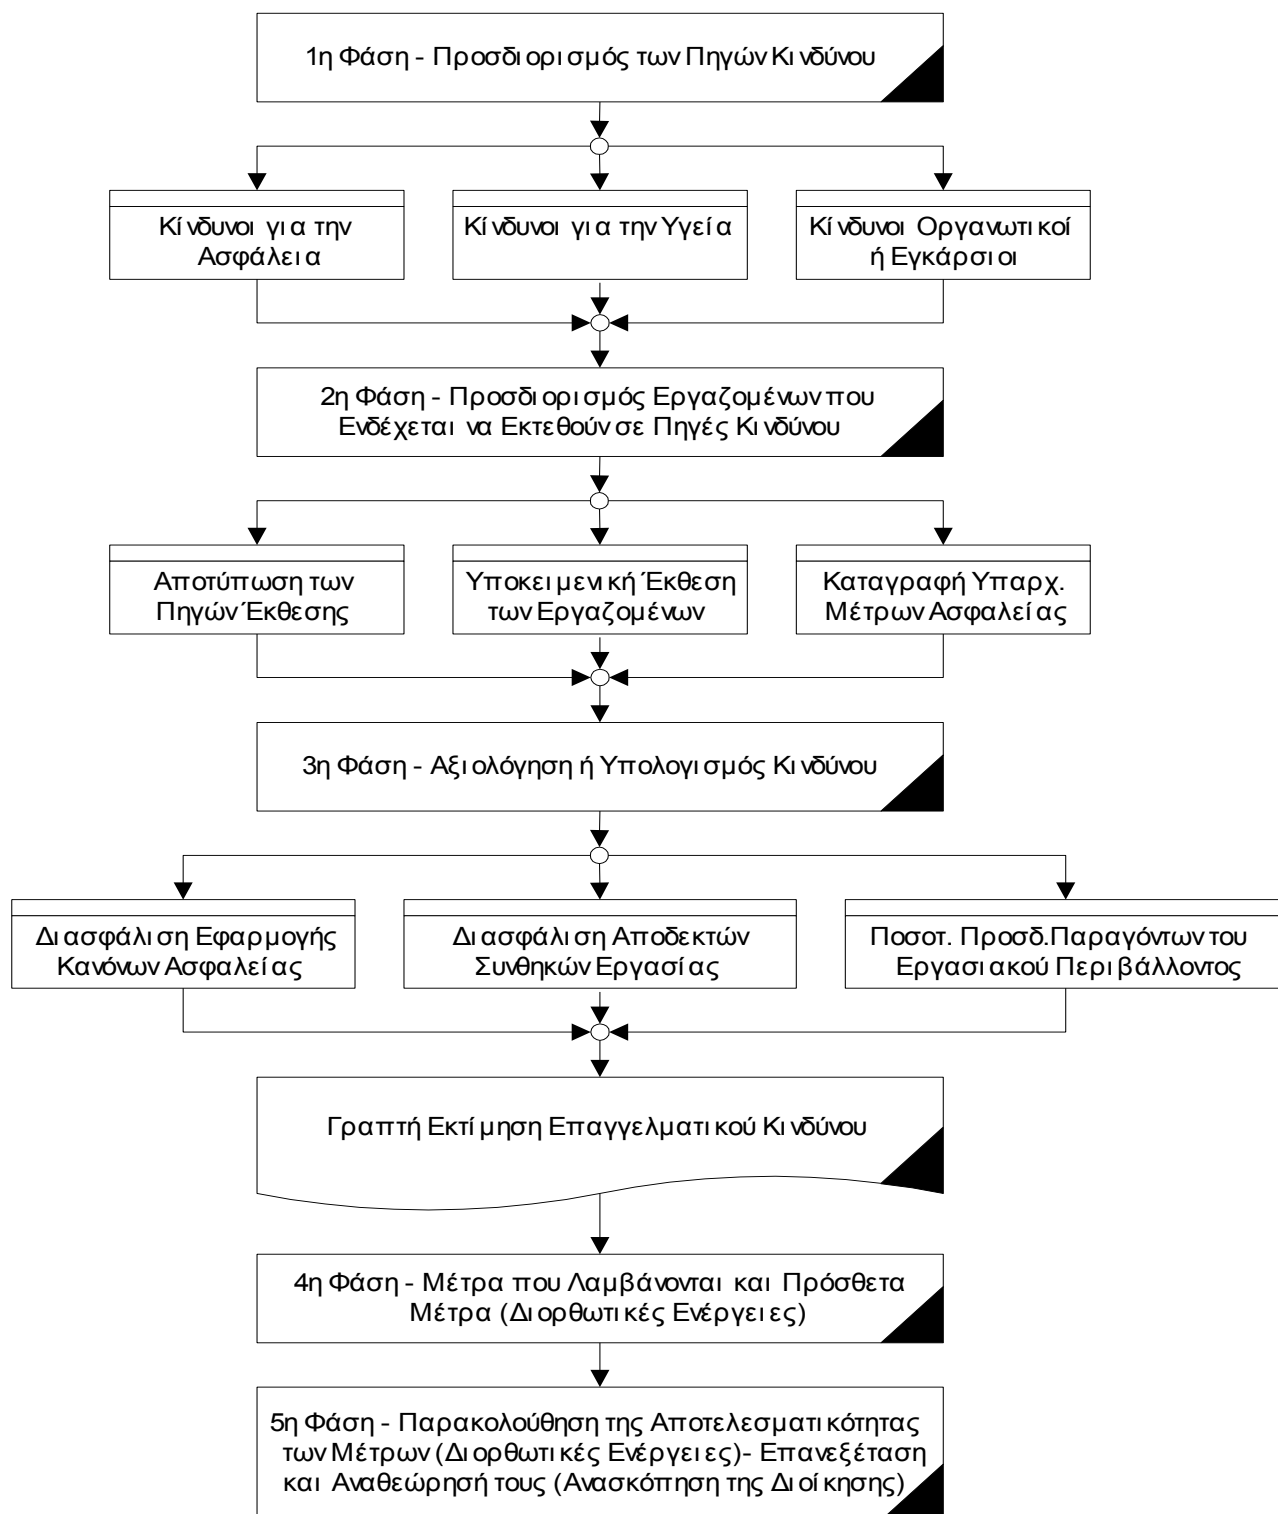 1η Φάση - Προσδιορισμός των Πηγών Κινδύνου
Κίνδυνοι για την
Ασφάλεια
Κίνδυνοι για την Υγεία
Κίνδυνοι Οργανωτικοί
ή Εγκάρσιοι
2η Φάση - Προσδιορισμός Εργαζομένων που
Ενδέχεται να Εκτεθούν σε Πηγές Κινδύνου
Αποτύπωση των
Πηγών Έκθεσης
Υποκειμενική Έκθεση
των Εργαζομένων
Καταγραφή Υπαρχ.
Μέτρων Ασφαλείας
3η Φάση - Αξιολόγηση ή Υπολογισμός Κινδύνου
Διασφάλιση Εφαρμογής
Κανόνων Ασφαλείας
Διασφάλιση Αποδεκτών
Συνθηκών Εργασίας
Ποσοτ. Προσδ.Παραγόντων του
Εργασιακού Περιβάλλοντος
Γραπτή Εκτίμηση Επαγγελματικού Κινδύνου
4η Φάση - Μέτρα που Λαμβάνονται και Πρόσθετα
Μέτρα (Διορθωτικές Ενέργειες)
5η Φάση - Παρακολούθηση της Αποτελεσματικότητας
των Μέτρων (Διορθωτικές Ενέργειες)- Επανεξέταση
και Αναθεώρησή τους (Ανασκόπηση της Διοίκησης)